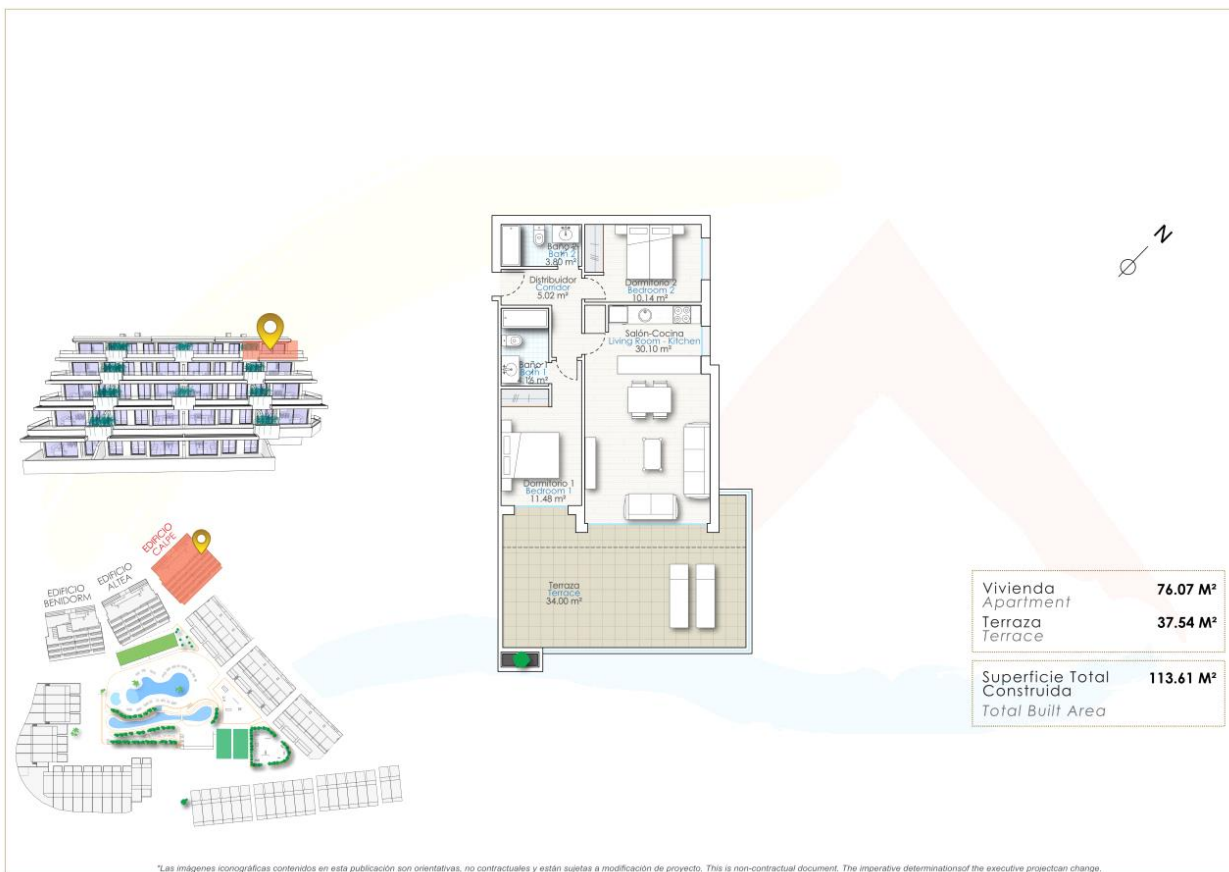 N
Baño 2
Bath 2
3.80 m²
Distribuidor
Corridor
5.02 m²
Dormitorio 2
Bedroom 2
10.14 m²
Salón-Cocina
Living Room - Kitchen
30.10 m²
Baño 1
Bath 1
4.16 m²
Dormitorio 1
Bedroom 1
11.48 m²
Terraza
Terrace
34.00 m²
EDIFICIO
CALPE
EDIFICIO
ALTEA
EDIFICIO
BENIDORM
Vivienda 76.07 M²
Apartment
Terraza 37.54 M²
Terrace
Superficie Total 113.61 M²
Construida
Total Built Area
*Las imágenes iconográficas contenidos en esta publicación son orientativas, no contractuales y están sujetas a modificación de proyecto. This is non-contractual document. The imperative determinationsof the executive projectcan change.